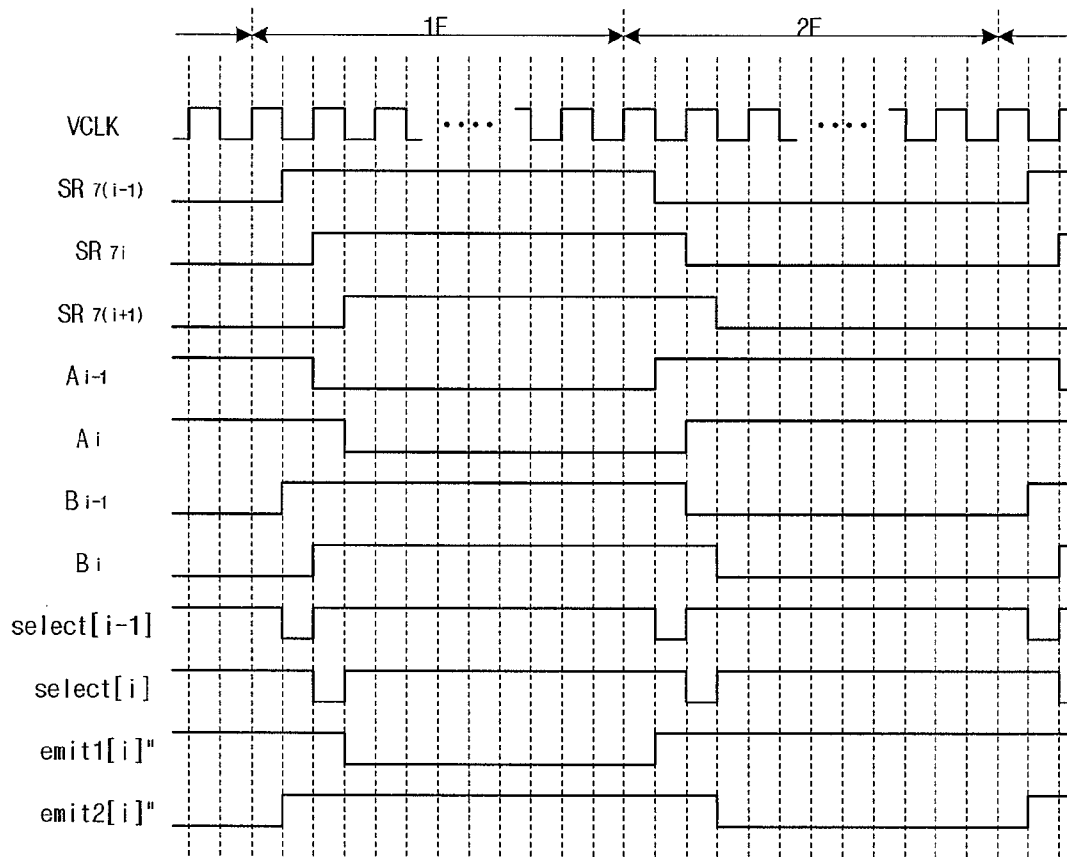 1F 2F
VCLK
SR 7(i-1)
SR 7i
SR 7(i+1)
A i-1
A i
B i-1
B i
select[i-1]
select[i]
emit1[i]"
emit2[i]"